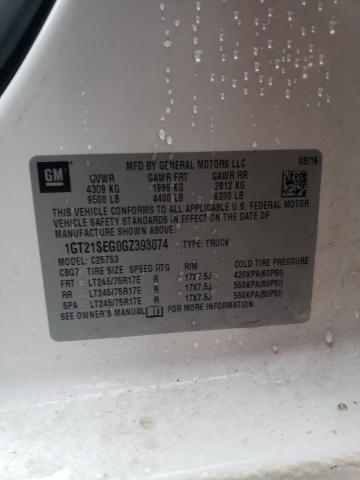 GM
MFD BY GENERAL MOTORS LLC 08/16
GVWR GAWR FRT GAWR RR
4309 KG 1996 KG 2812 KG
9500 LB 4400 LB 6200 LB
THIS VEHICLE CONFORMS TO ALL APPLICABLE U.S. FEDERAL MOTOR
VEHICLE SAFETY STANDARDS IN EFFECT ON THE DATE OF
MANUFACTURE SHOWN ABOVE.
1GT21SEG0GZ393074 TYPE: TRUCK
MODEL: C25753
CBQ7 TIRE SIZE SPEED RTG RIM COLD TIRE PRESSURE
FRT LT245/75R17E R 17X7.5J 420KPA(60PSI)
RR LT245/75R17E R 17X7.5J 550KPA(80PSI)
SPA LT245/75R17E R 17X7.5J 550KPA(80PSI)
SEE OWNER'S MANUAL FOR ADDITIONAL INFORMATION.